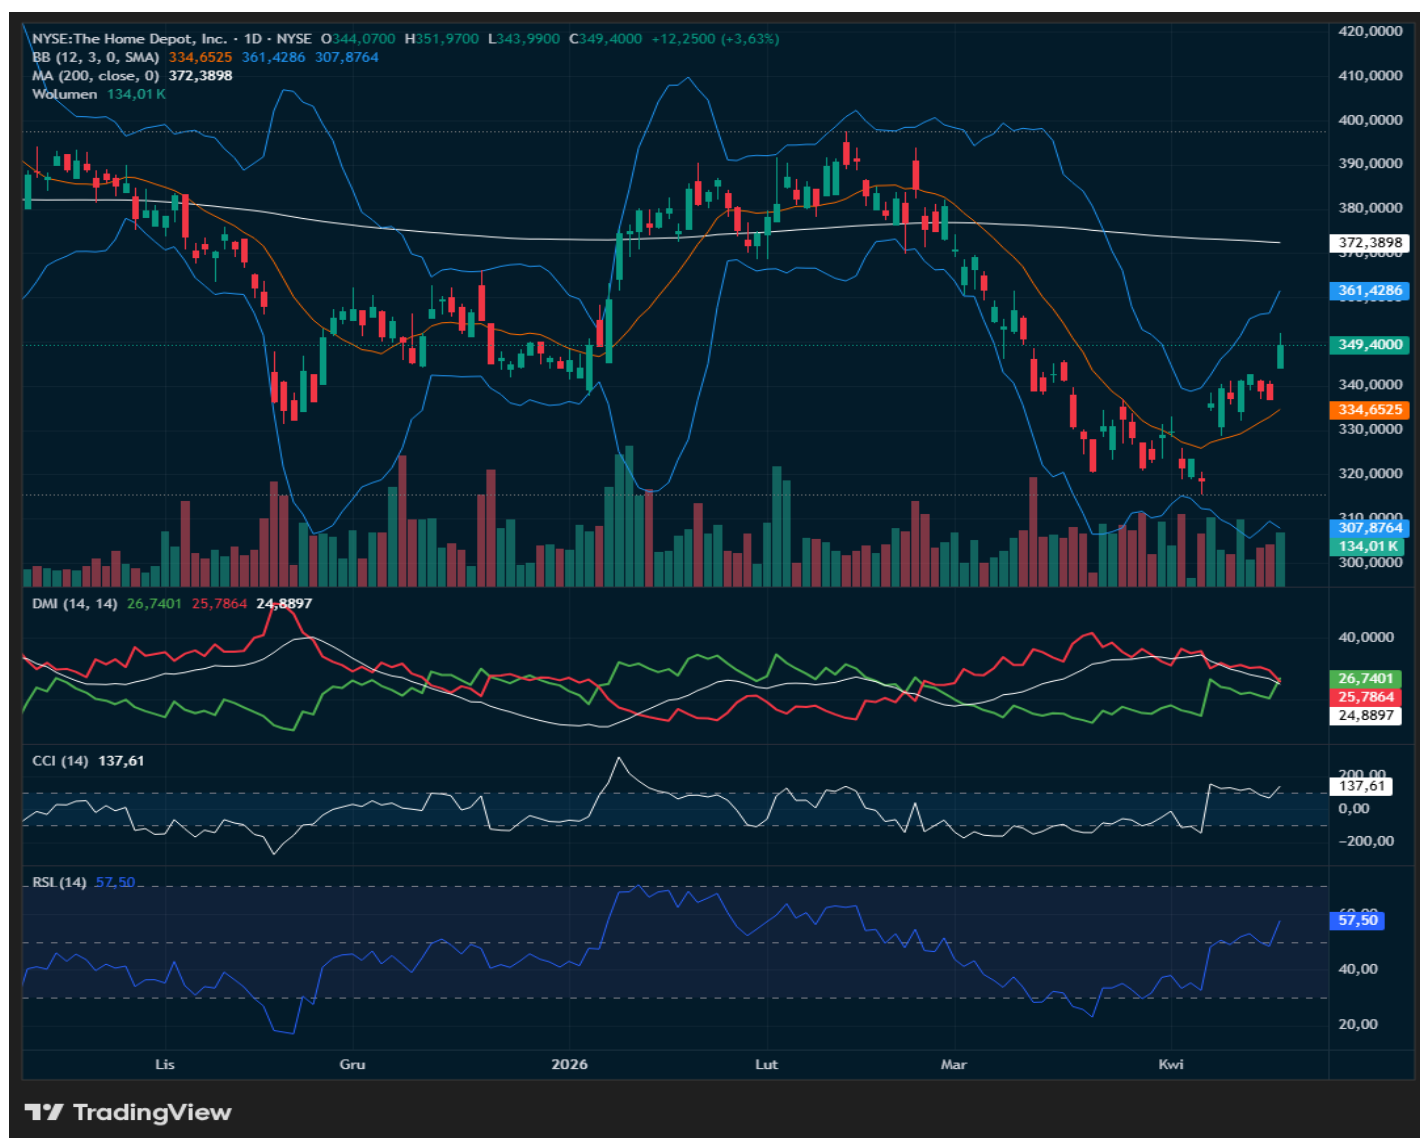 NYSE:The Home Depot, Inc. · 1D · NYSE O344,0700 H351,9700 L343,9900 C349,4000 +12,2500 (+3,63%)
BB (12, 3, 0, SMA) 334,6525 361,4286 307,8764
MA (200, close, 0) 372,3898
Wolumen 134,01 K
420,0000
410,0000
400,0000
390,0000
380,0000
372,3898
370,0000
361,4286
349,4000
340,0000
334,6525
330,0000
320,0000
310,0000
307,8764
134,01 K
300,0000
DMI (14, 14) 26,7401 25,7864 24,8897
40,0000
26,7401
25,7864
24,8897
CCI (14) 137,61
200,00
137,61
0,00
−200,00
RSI (14) 57,50
60,00
57,50
40,00
20,00
Lis Gru 2026 Lut Mar Kwi
TradingView